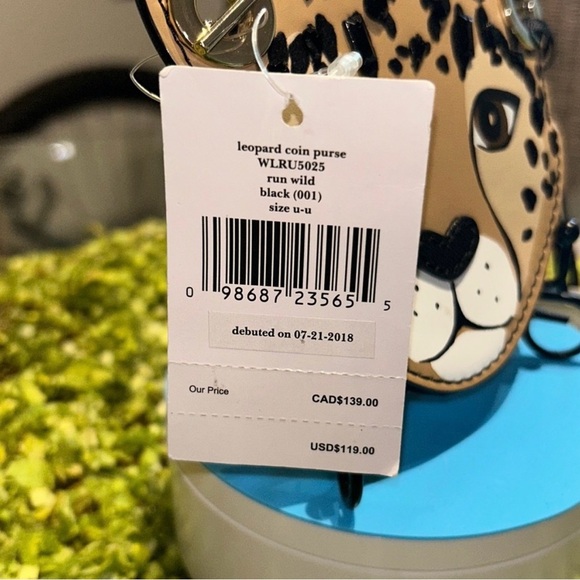 leopard coin purse
WLRU5025
run wild
black (001)
size u-u
0 98687 23565 5
debuted on 07-21-2018
Our Price CAD$139.00
USD$119.00